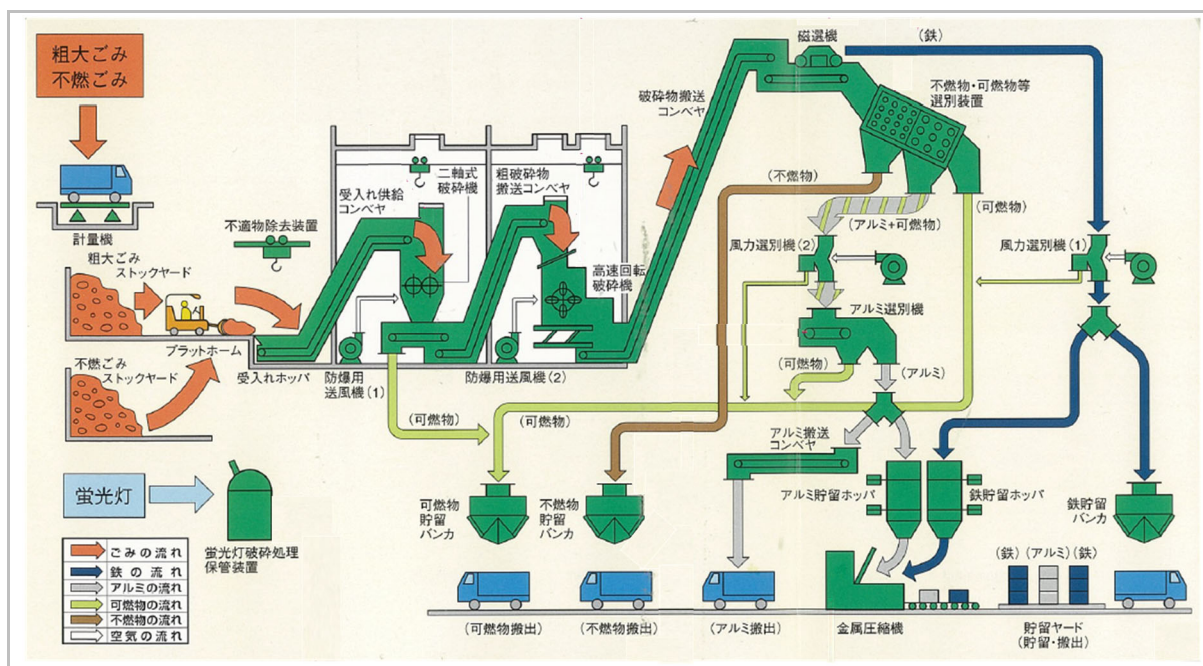 粗大ごみ
不燃ごみ
計量機
粗大ごみ
ストックヤード
不燃ごみ
ストックヤード
プラットホーム
不適物除去装置
受入れホッパ
受入れ供給
コンベヤ
二軸式
破砕機
防爆用
送風機(1)
粗破砕物
搬送コンベヤ
高速回転
破砕機
防爆用送風機(2)
破砕物搬送
コンベヤ
磁選機
(鉄)
不燃物・可燃物等
選別装置
(不燃物)
(アルミ+可燃物)
(可燃物)
風力選別機(2)
風力選別機(1)
アルミ選別機
(可燃物)
(アルミ)
(可燃物)
(可燃物)
アルミ搬送
コンベヤ
アルミ貯留ホッパ
鉄貯留ホッパ
可燃物
貯留
バンカ
不燃物
貯留
バンカ
鉄貯留
バンカ
蛍光灯
蛍光灯破砕処理
保管装置
ごみの流れ
鉄の流れ
アルミの流れ
可燃物の流れ
不燃物の流れ
空気の流れ
(可燃物搬出)
(不燃物搬出)
(アルミ搬出)
金属圧縮機
(鉄)(アルミ)(鉄)
貯留ヤード
(貯留・搬出)